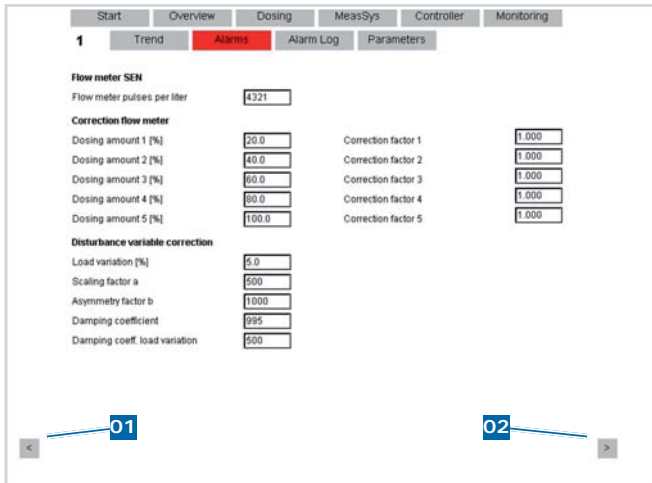 Start Overview Dosing MeasSys Controller Monitoring
1 Trend Alarms Alarm Log Parameters
Flow meter SEN
Flow meter pulses per liter 4321
Correction flow meter
Dosing amount 1 [%] 20.0 Correction factor 1 1.000
Dosing amount 2 [%] 40.0 Correction factor 2 1.000
Dosing amount 3 [%] 60.0 Correction factor 3 1.000
Dosing amount 4 [%] 80.0 Correction factor 4 1.000
Dosing amount 5 [%] 100.0 Correction factor 5 1.000
Disturbance variable correction
Load variation [%] 5.0
Scaling factor a 500
Asymmetry factor b 1000
Damping coefficient 995
Damping coeff. load variation 500
01 02
< >